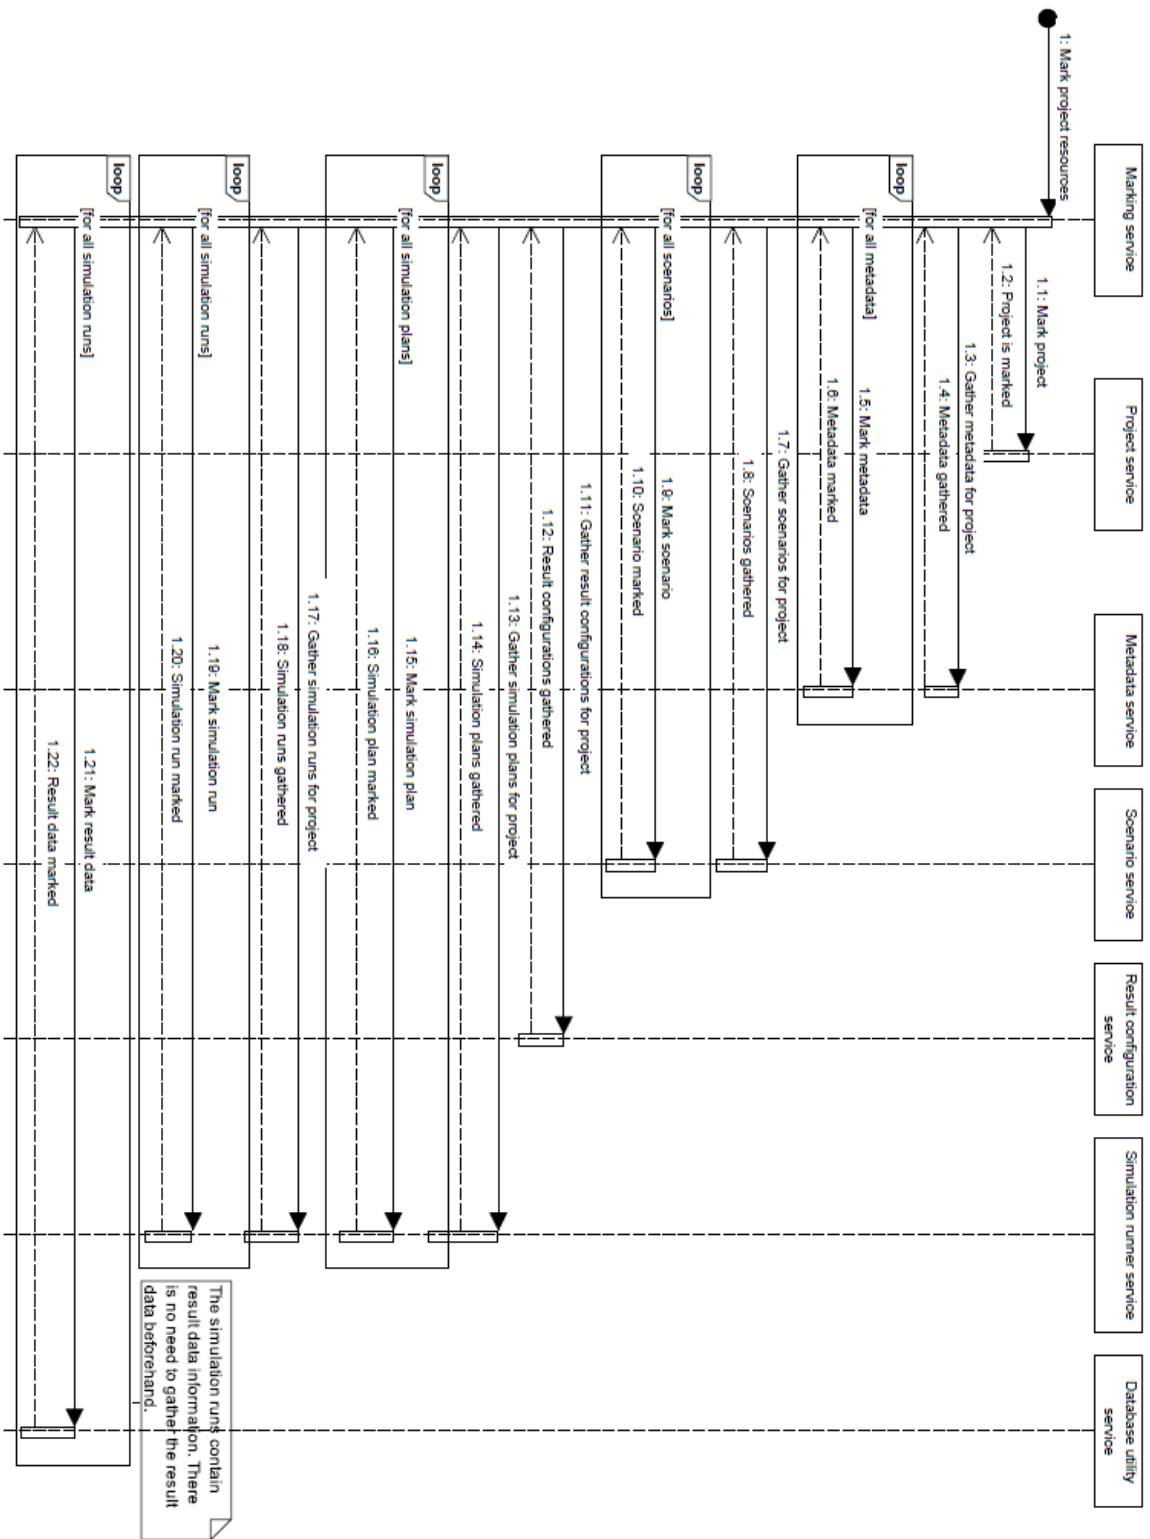 Marking service
Project service
Metadata service
Scenario service
Result configuration
service
Simulation runner service
Database utility
service
1: Mark project resources
1.1: Mark project
1.2: Project is marked
1.3: Gather metadata for project
1.4: Metadata gathered
loop
[for all metadata]
1.5: Mark metadata
1.6: Metadata marked
1.7: Gather scenarios for project
1.8: Scenarios gathered
loop
[for all scenarios]
1.9: Mark scenario
1.10: Scenario marked
1.11: Gather result configurations for project
1.12: Result configurations gathered
1.13: Gather simulation plans for project
1.14: Simulation plans gathered
loop
[for all simulation plans]
1.15: Mark simulation plan
1.16: Simulation plan marked
1.17: Gather simulation runs for project
1.18: Simulation runs gathered
loop
[for all simulation runs]
1.19: Mark simulation run
1.20: Simulation run marked
The simulation runs contain
result data information. There
is no need to gather the result
data beforehand.
loop
[for all simulation runs]
1.21: Mark result data
1.22: Result data marked